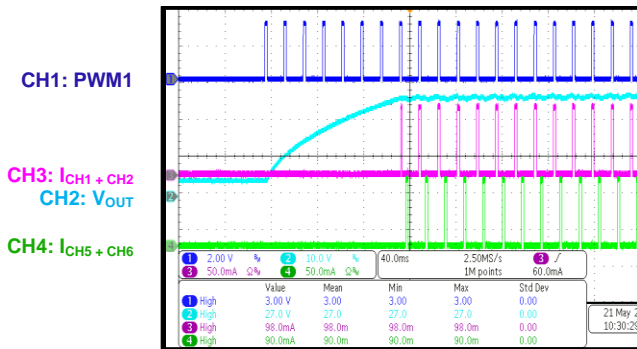 CH1: PWM1
CH3: ICH1 + CH2
CH2: VOUT
CH4: ICH5 + CH6
1
3
2
4
1 2.00 V 2 10.0 V 40.0ms 2.50MS/s 3
3 50.0mA Ω 4 50.0mA Ω 1M points 60.0mA
Value Mean Min Max Std Dev
1 High 3.00 V 3.00 3.00 3.00 0.00
2 High 27.0 V 27.0 27.0 27.0 0.00
3 High 98.0mA 98.0m 98.0m 98.0m 0.00
4 High 90.0mA 90.0m 90.0m 90.0m 0.00
21 May 2
10:30:29